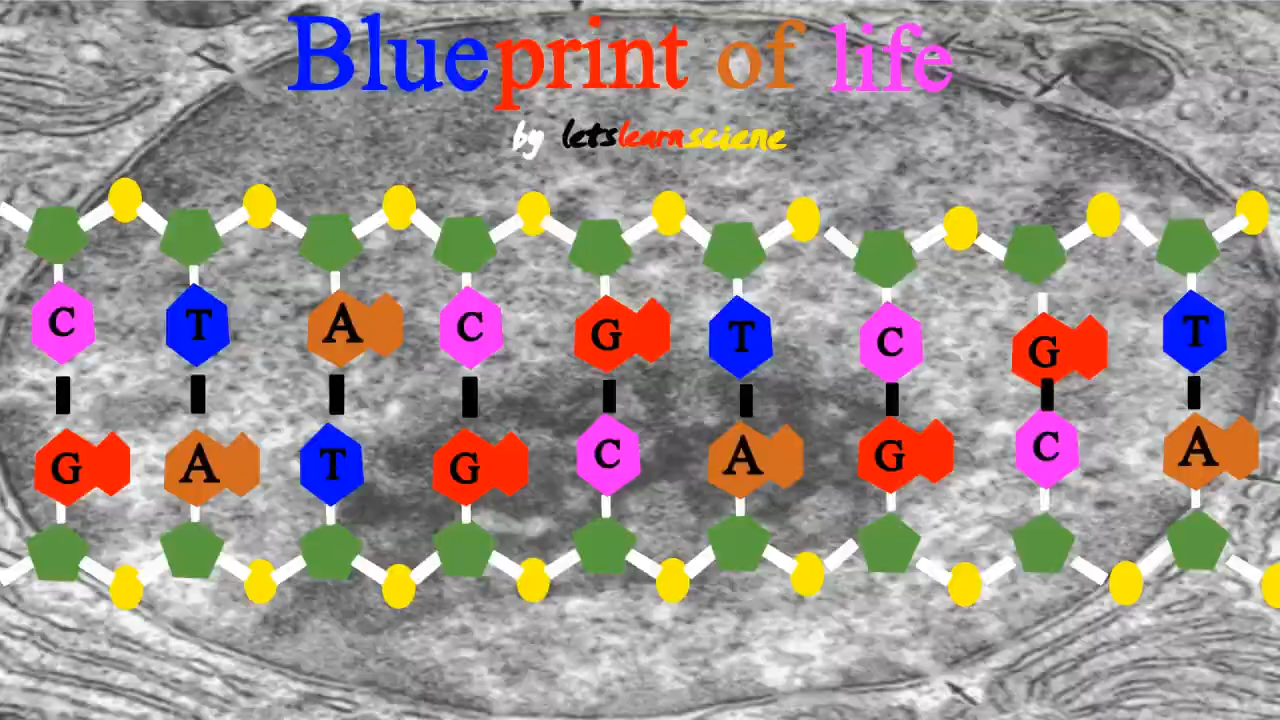 Blueprint of life
by letslearnsciene
C T A C G T C G T
G A T G C A G C A